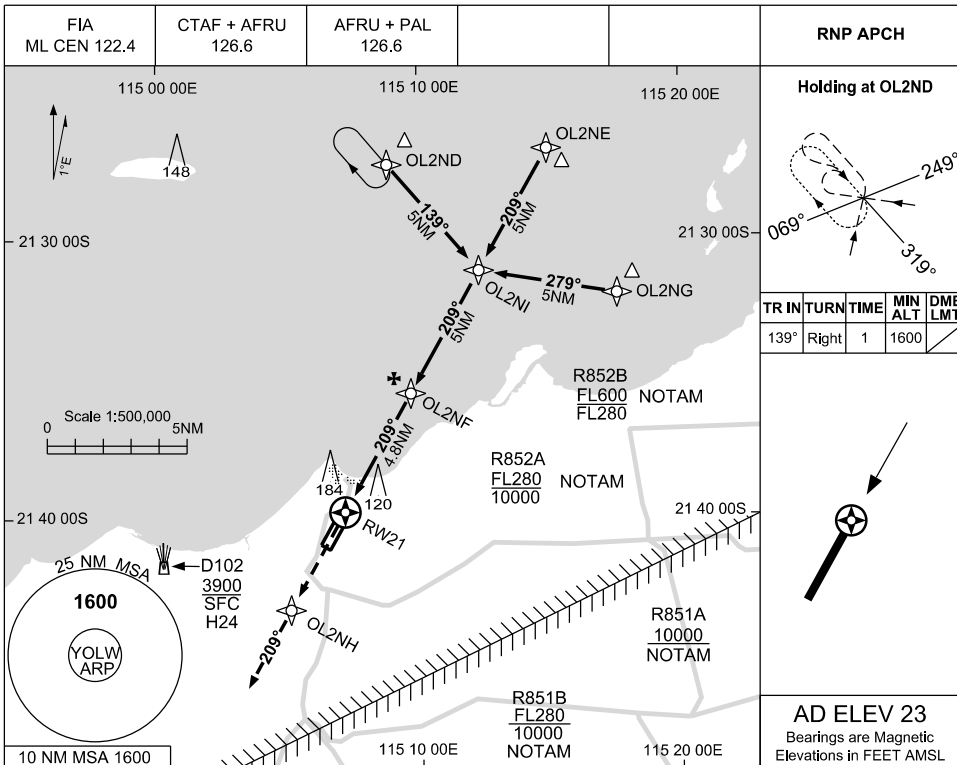 FIA
ML CEN 122.4
CTAF + AFRU
126.6
AFRU + PAL
126.6
RNP APCH
115 00 00E
115 10 00E
115 20 00E
1°E
148
OL2ND
OL2NE
139°
5NM
209°
5NM
21 30 00S
21 30 00S
OL2NI
279°
5NM
OL2NG
209°
5NM
OL2NF
R852B
FL600
FL280
NOTAM
Scale 1:500,000
0
5NM
209°
4.8NM
R852A
FL280
10000
NOTAM
184
120
21 40 00S
21 40 00S
RW21
25 NM MSA
1600
YOLW
ARP
D102
3900
SFC
H24
OL2NH
209°
R851A
10000
NOTAM
R851B
FL280
10000
NOTAM
10 NM MSA 1600
115 10 00E
115 20 00E
Holding at OL2ND
249°
069°
319°
TR IN TURN TIME MIN ALT DME LMT
139° Right 1 1600
AD ELEV 23
Bearings are Magnetic
Elevations in FEET AMSL